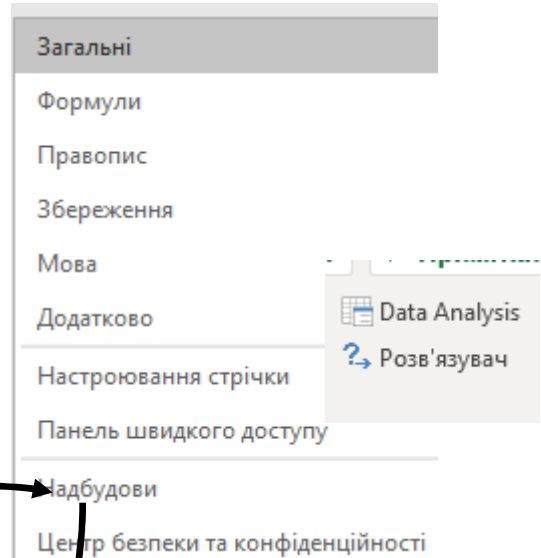 Загальні
Формули
Правопис
Збереження
Мова
Додатково
Настроювання стрічки
Панель швидкого доступу
Надбудови
Центр безпеки та конфіденційності
Data Analysis
Розв'язувач